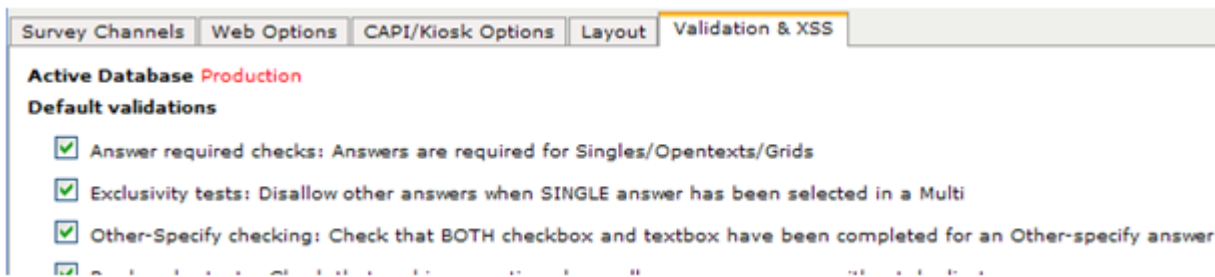 Survey Channels Web Options CAPI/Kiosk Options Layout Validation & XSS
Active Database Production
Default validations
Answer required checks: Answers are required for Singles/Opentexts/Grids
Exclusivity tests: Disallow other answers when SINGLE answer has been selected in a Multi
Other-Specify checking: Check that BOTH checkbox and textbox have been completed for an Other-specify answer